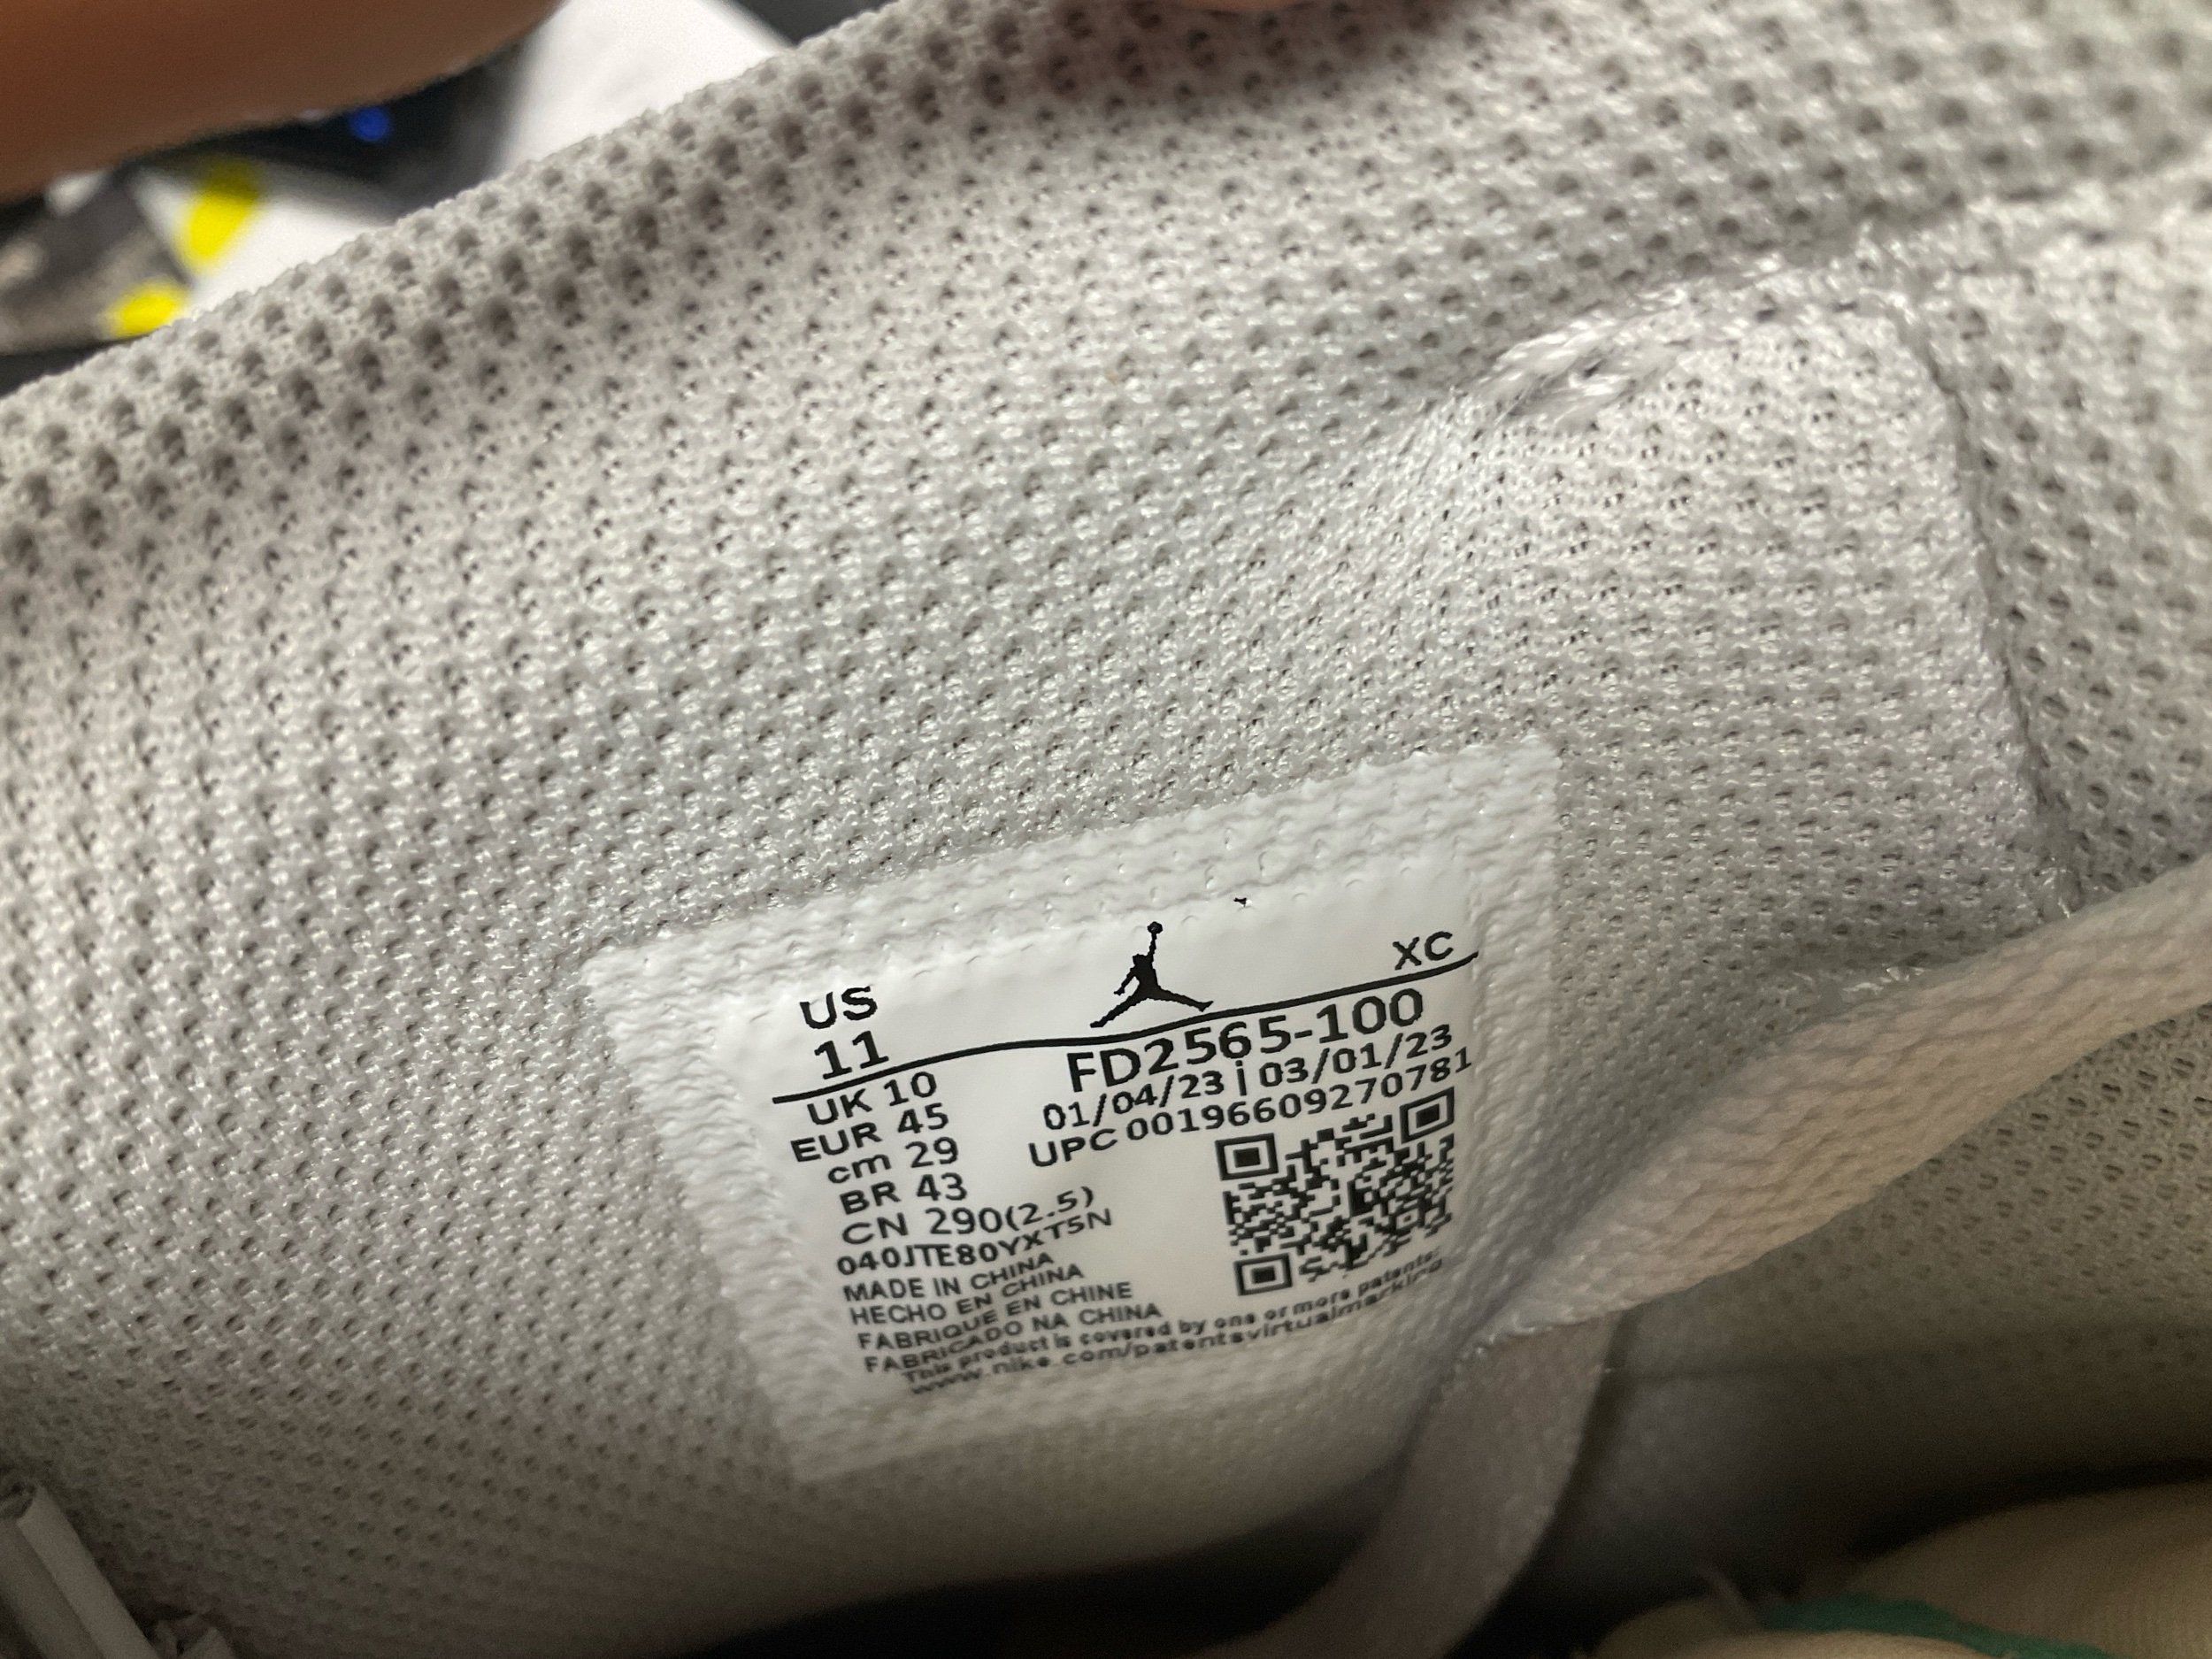 US XC
11 FD2565-100
UK 10 01/04/23 | 03/01/23
EUR 45 UPC 00196609270781
cm 29
BR 43
CN 290(2.5)
040JTE80YXT5N
MADE IN CHINA
HECHO EN CHINA
FABRIQUE EN CHINE
FABRICADO NA CHINA
This product is covered by one or more patents:
www.nike.com/patentsvirtualmarking